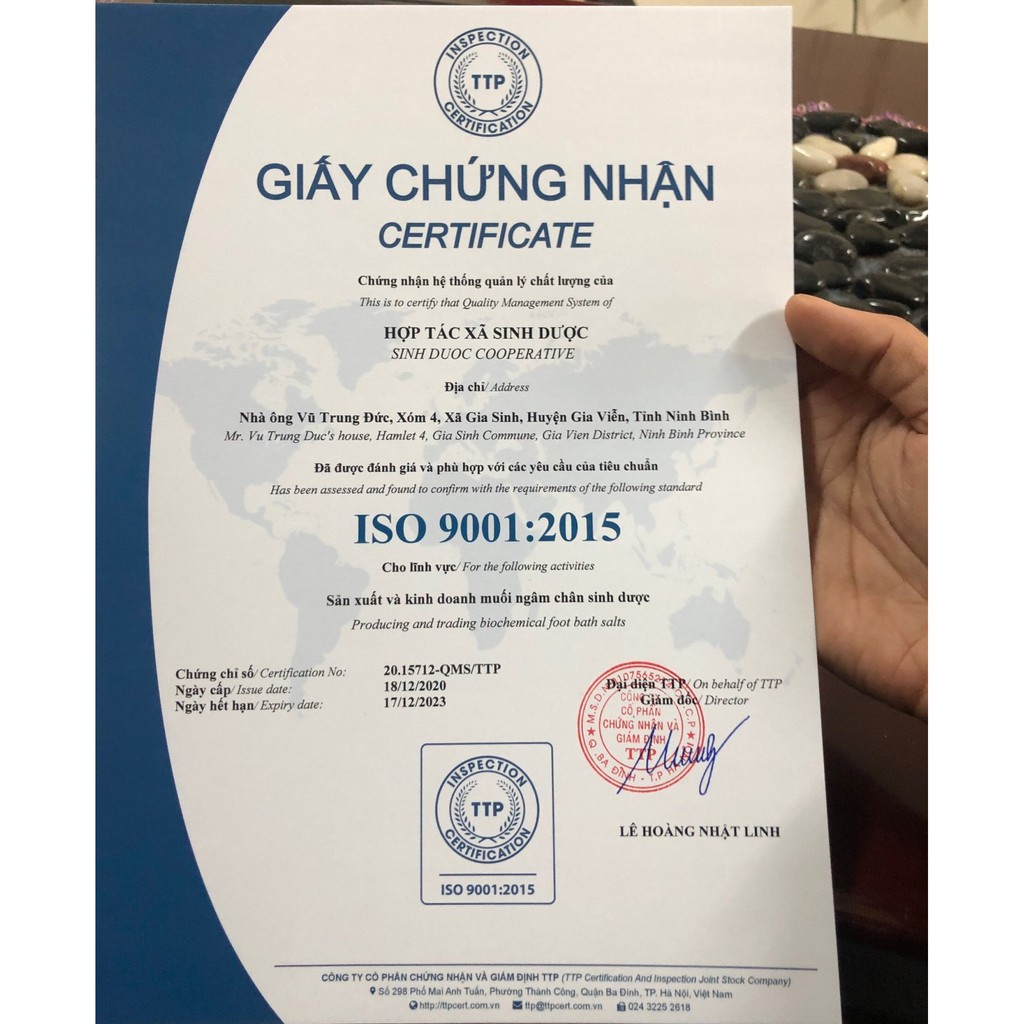 INSPECTION
TTP
CERTIFICATION
GIẤY CHỨNG NHẬN
CERTIFICATE
Chứng nhận hệ thống quản lý chất lượng của
This is to certify that Quality Management System of
HỢP TÁC XÃ SINH DƯỢC
SINH DUOC COOPERATIVE
Địa chỉ/ Address
Nhà ông Vũ Trung Đức, Xóm 4, Xã Gia Sinh, Huyện Gia Viễn, Tỉnh Ninh Bình
Mr. Vu Trung Duc's house, Hamlet 4, Gia Sinh Commune, Gia Vien District, Ninh Binh Province
Đã được đánh giá và phù hợp với các yêu cầu của tiêu chuẩn
Has been assessed and found to confirm with the requirements of the following standard
ISO 9001:2015
Cho lĩnh vực/ For the following activities
Sản xuất và kinh doanh muối ngâm chân sinh dược
Producing and trading biochemical foot bath salts
Chứng chỉ số/ Certification No: 20.15712-QMS/TTP
Ngày cấp/ Issue date: 18/12/2020
Ngày hết hạn/ Expiry date: 17/12/2023
Đại diện TTP/ On behalf of TTP
Giám đốc/ Director
CÔNG TY
CỔ PHẦN
CHỨNG NHẬN VÀ
GIÁM ĐỊNH
TTP
Q. BA ĐÌNH - T.P HÀ NỘI
LÊ HOÀNG NHẬT LINH
INSPECTION
TTP
CERTIFICATION
ISO 9001:2015
CÔNG TY CỔ PHẦN CHỨNG NHẬN VÀ GIÁM ĐỊNH TTP (TTP Certification And Inspection Joint Stock Company)
Số 298 Phố Mai Anh Tuấn, Phường Thành Công, Quận Ba Đình, TP. Hà Nội, Việt Nam
http://ttpcert.com.vn ttp@ttpcert.com.vn 024 3225 2618